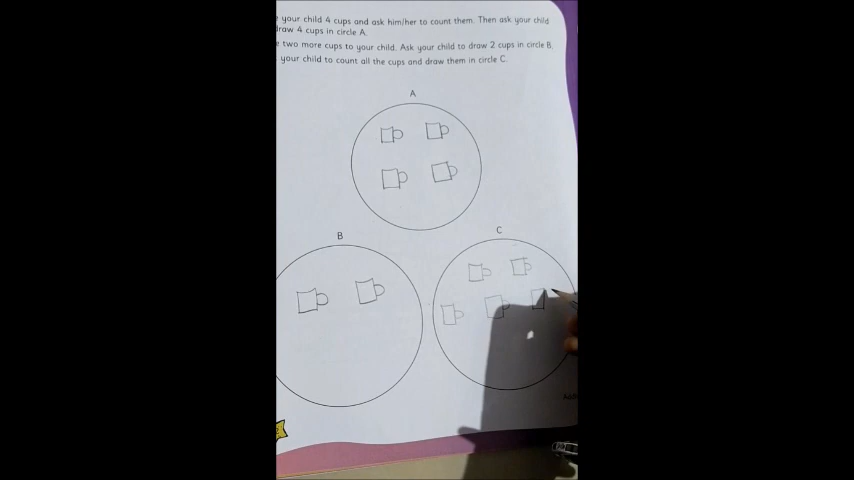 your child 4 cups and ask him/her to count them. Then ask your child
draw 4 cups in circle A.
two more cups to your child. Ask your child to draw 2 cups in circle B.
your child to count all the cups and draw them in circle C.
A
B
C